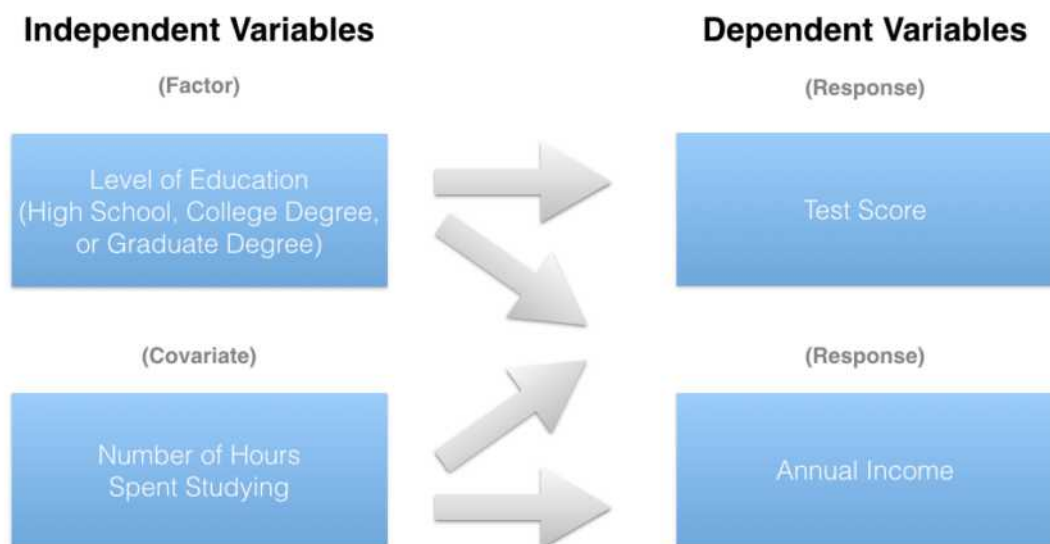 Independent Variables
(Factor)
Level of Education
(High School, College Degree,
or Graduate Degree)
(Covariate)
Number of Hours
Spent Studying
Dependent Variables
(Response)
Test Score
(Response)
Annual Income